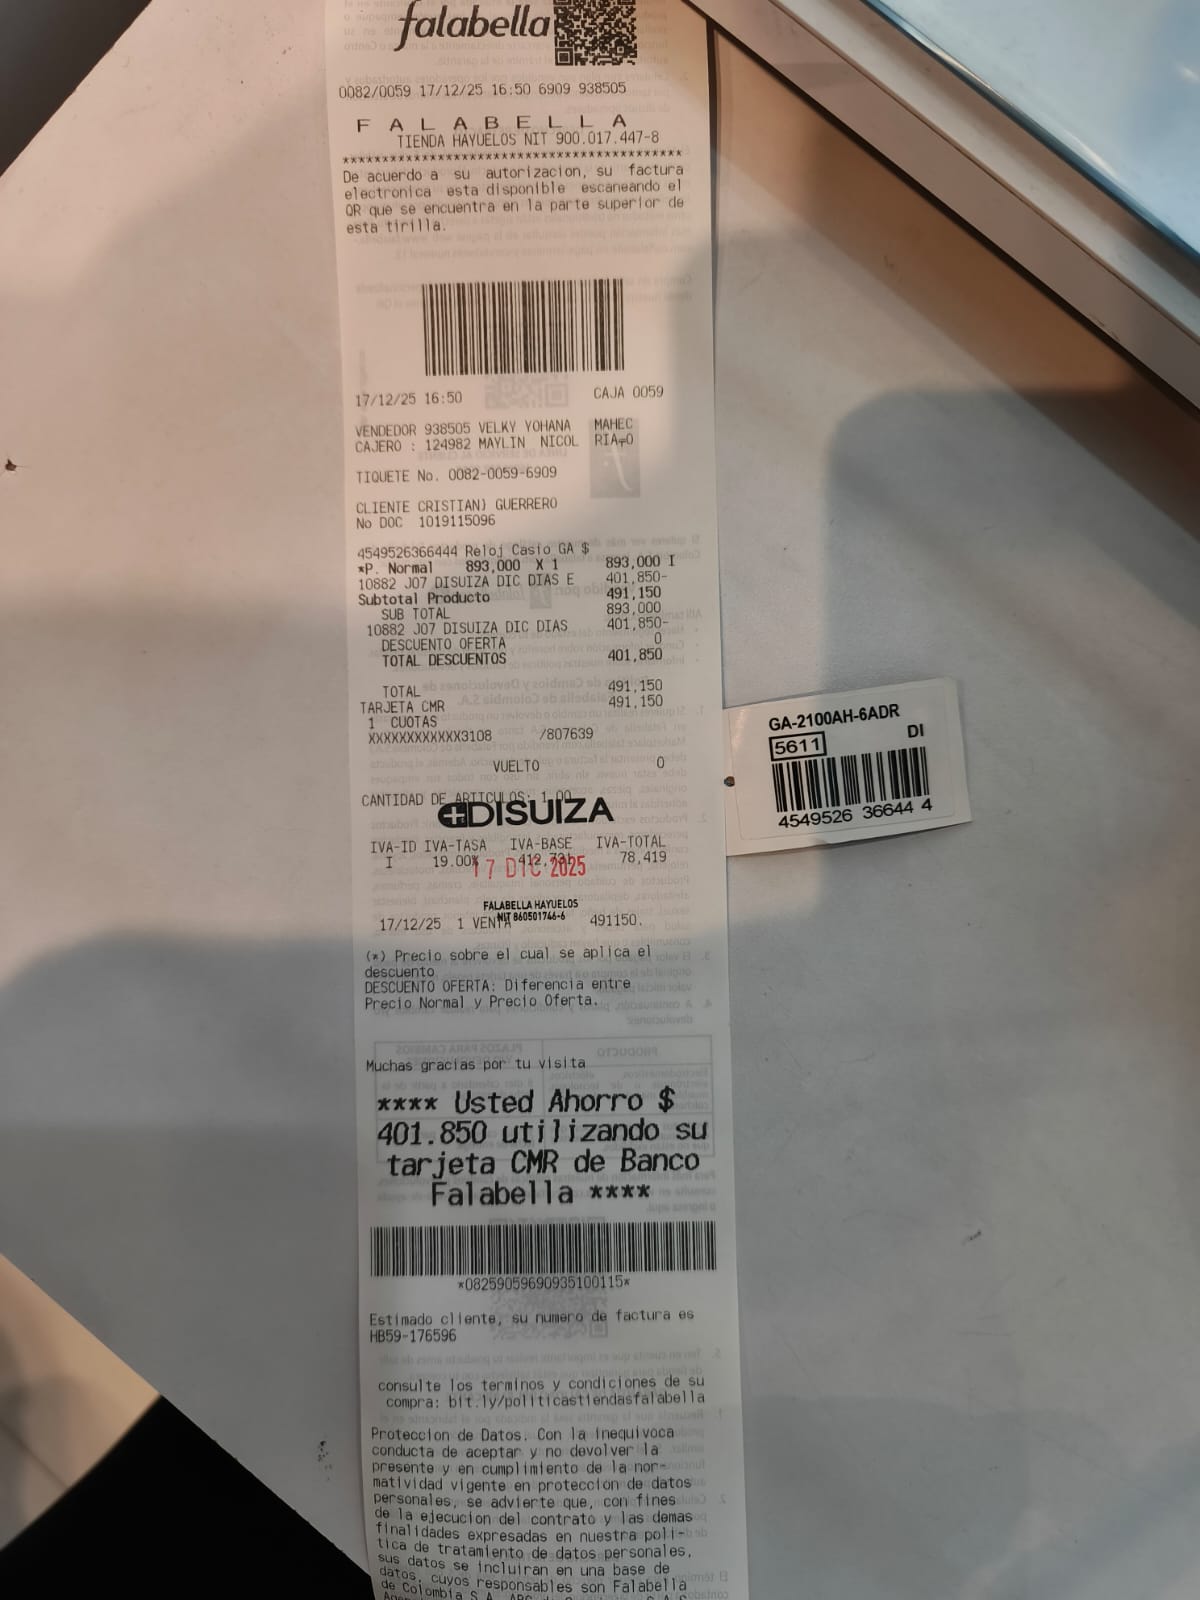 falabella
0082/0059 17/12/25 16:50 6909 938505
F A L A B E L L A
TIENDA HAYUELOS NIT 900.017.447-8
*******************************************
De acuerdo a su autorizacion, su factura
electronica esta disponible escaneando el
QR que se encuentra en la parte superior de
esta tirilla.
17/12/25 16:50 CAJA 0059
VENDEDOR 938505 VELKY YOHANA MAHEC
CAJERO : 124982 MAYLIN NICOL
TIQUETE No. 0082-0059-6909
CLIENTE CRISTIAN) GUERRERO
No DOC 1019115096
4549526366444 Reloj Casio GA $
*P. Normal 893,000 X 1 893,000 I
10882 J07 DISUIZA DIC DIAS E 401,850-
Subtotal Producto 491,150
SUB TOTAL 893,000
10882 J07 DISUIZA DIC DIAS 401,850-
DESCUENTO OFERTA 0
TOTAL DESCUENTOS 401,850
TOTAL 491,150
TARJETA CMR 491,150
1 CUOTAS
XXXXXXXXXXXX3108 /807639
VUELTO 0
CANTIDAD DE ARTICULOS: 1.00
DISUIZA
IVA-ID IVA-TASA IVA-BASE IVA-TOTAL
I 19.00% 78,419
17 DIC 2025
FALABELLA HAYUELOS
NIT 860501746-6
17/12/25 1 VENTA 491150.
(*) Precio sobre el cual se aplica el
descuento
DESCUENTO OFERTA: Diferencia entre
Precio Normal y Precio Oferta.
Muchas gracias por tu visita
**** Usted Ahorro $
401.850 utilizando su
tarjeta CMR de Banco
Falabella ****
*08259059690935100115*
Estimado cliente, su numero de factura es
HB59-176596
consulte los terminos y condiciones de su
compra: bit.ly/politicastiendasfalabella
Proteccion de Datos. Con la inequivoca
conducta de aceptar y no devolver la
presente y en cumplimiento de la nor-
matividad vigente en protección de datos
personales, se advierte que, con fines
de la ejecucion del contrato y las demas
finalidades expresadas en nuestra poli-
tica de tratamiento de datos personales,
sus datos se incluiran en una base de
datos, cuyos responsables son Falabella
de Colombia S.A.
GA-2100AH-6ADR
5611 DI
4549526 36644 4